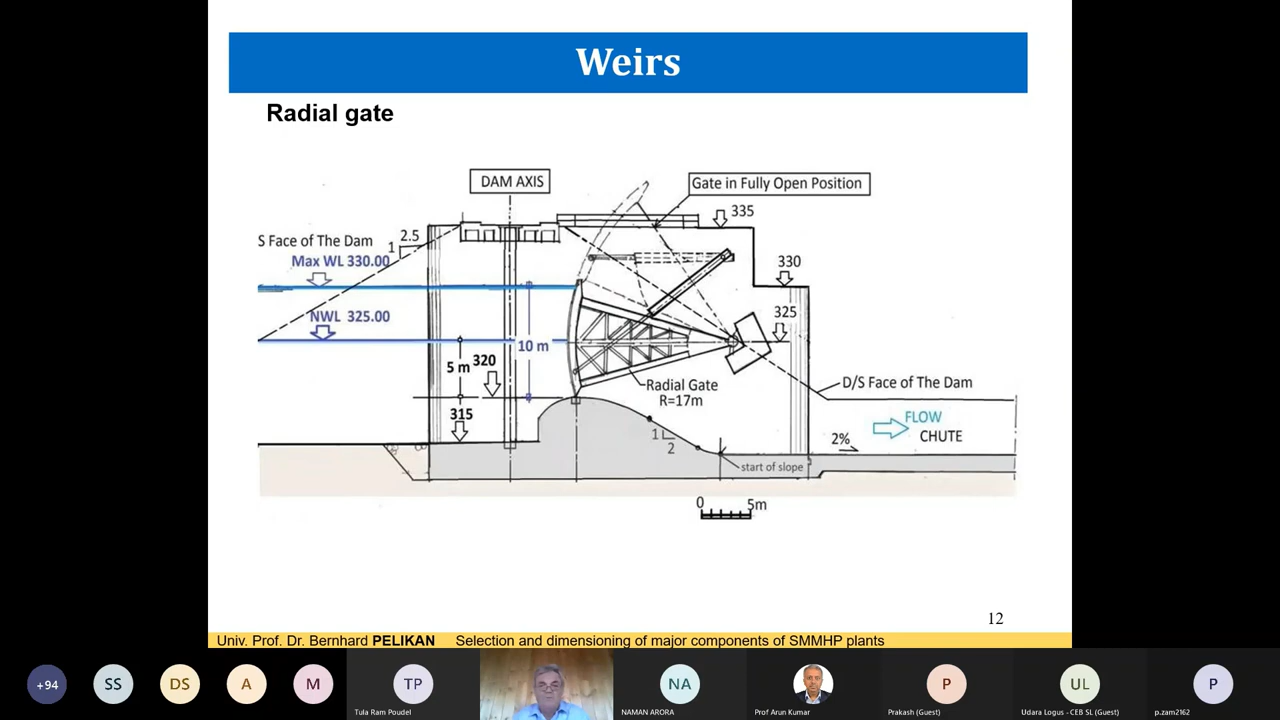 Weirs
Radial gate
DAM AXIS
Gate in Fully Open Position
335
2.5
1
S Face of The Dam
Max WL 330.00
330
NWL 325.00
325
10 m
5 m
320
Radial Gate
R=17m
D/S Face of The Dam
315
FLOW
CHUTE
1
2
2%
start of slope
0
5m
12
Univ. Prof. Dr. Bernhard PELIKAN Selection and dimensioning of major components of SMMHP plants
+94
SS
DS
A
M
TP
NA
P
UL
P
Tula Ram Poudel
NAMAN ARORA
Prof Arun Kumar
Prakash (Guest)
Udara Logus - CEB SL (Guest)
p.zam2162